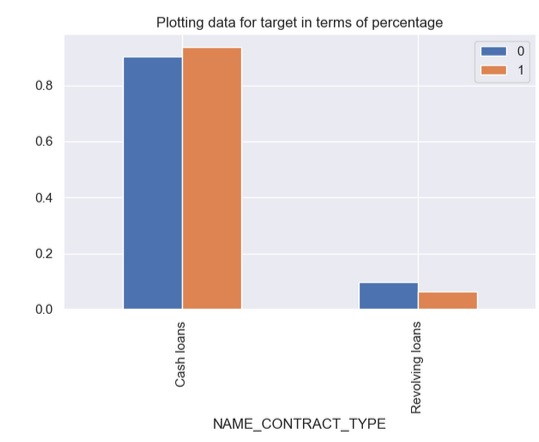 Plotting data for target in terms of percentage
0
1
0.8
0.6
0.4
0.2
0.0
Cash loans
Revolving loans
NAME_CONTRACT_TYPE